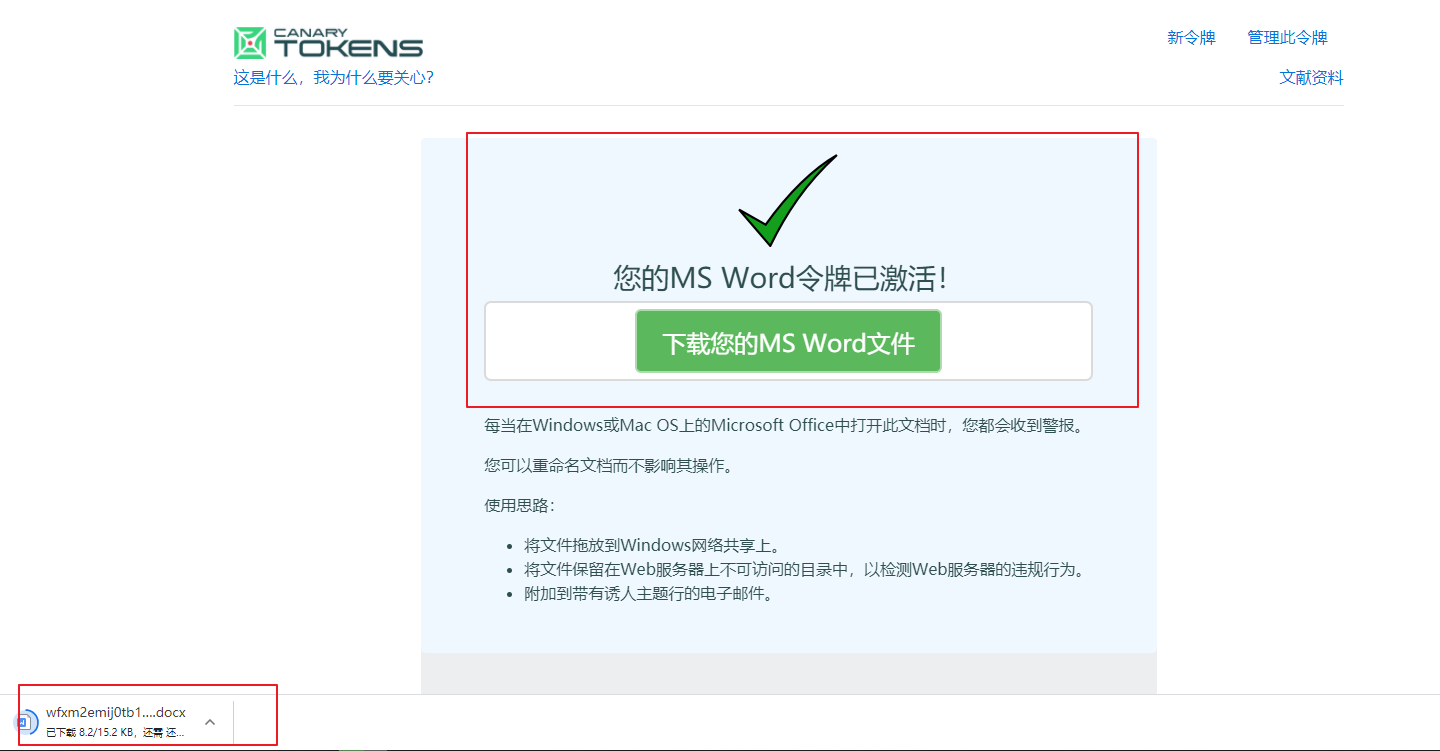 CANARY
TOKENS
新令牌 管理此令牌
这是什么，我为什么要关心？ 文献资料
您的MS Word令牌已激活！
下载您的MS Word文件
每当在Windows或Mac OS上的Microsoft Office中打开此文档时，您都会收到警报。
您可以重命名文档而不影响其操作。
使用思路：
• 将文件拖放到Windows网络共享上。
• 将文件保留在Web服务器上不可访问的目录中，以检测Web服务器的违规行为。
• 附加到带有诱人主题行的电子邮件。
wfxm2emij0tb1....docx
已下载 8.2/15.2 KB，还需 还...